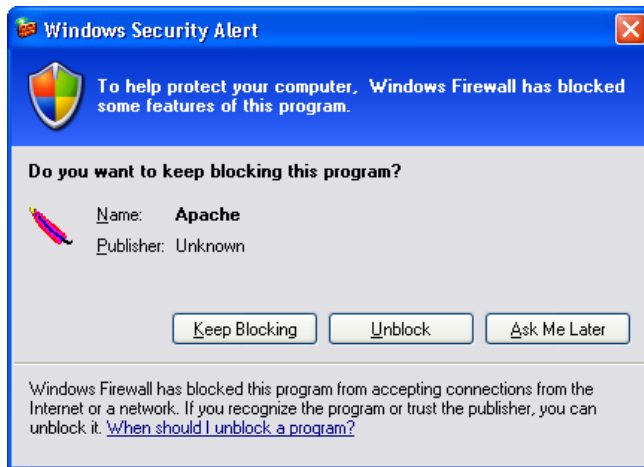 Windows Security Alert
To help protect your computer, Windows Firewall has blocked
some features of this program.
Do you want to keep blocking this program?
Name: Apache
Publisher: Unknown
Keep Blocking Unblock Ask Me Later
Windows Firewall has blocked this program from accepting connections from the
Internet or a network. If you recognize the program or trust the publisher, you can
unblock it. When should I unblock a program?